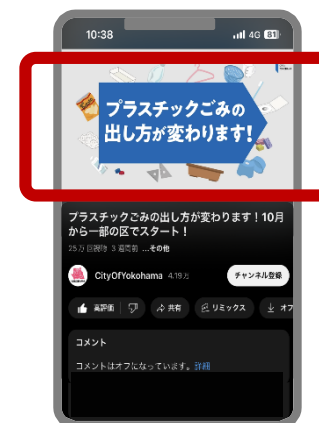 10:38
4G 81
プラスチックごみの
出し方が変わります!
プラスチックごみの出し方が変わります！10月
から一部の区でスタート！
25万 回視聴 3 週間前 ...その他
CityOfYokohama 4.19万
チャンネル登録
高評価 共有 リミックス オフ
コメント
コメントはオフになっています。詳細